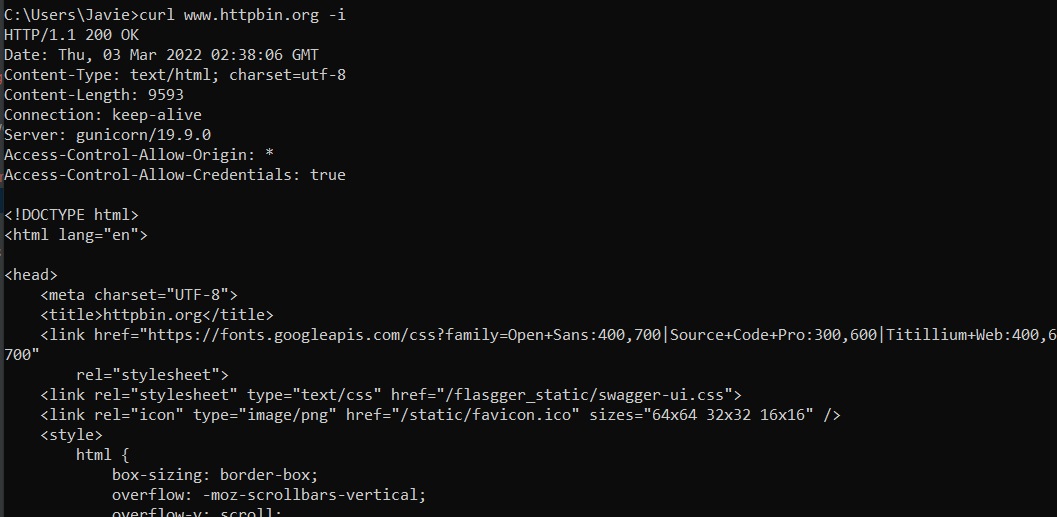 C:\Users\Javie>curl www.httpbin.org -i
HTTP/1.1 200 OK
Date: Thu, 03 Mar 2022 02:38:06 GMT
Content-Type: text/html; charset=utf-8
Content-Length: 9593
Connection: keep-alive
Server: gunicorn/19.9.0
Access-Control-Allow-Origin: *
Access-Control-Allow-Credentials: true

<!DOCTYPE html>
<html lang="en">

<head>
    <meta charset="UTF-8">
    <title>httpbin.org</title>
    <link href="https://fonts.googleapis.com/css?family=Open+Sans:400,700|Source+Code+Pro:300,600|Titillium+Web:400,6
700"
        rel="stylesheet">
    <link rel="stylesheet" type="text/css" href="/flasgger_static/swagger-ui.css">
    <link rel="icon" type="image/png" href="/static/favicon.ico" sizes="64x64 32x32 16x16" />
    <style>
        html {
            box-sizing: border-box;
            overflow: -moz-scrollbars-vertical;
            overflow-y: scroll;